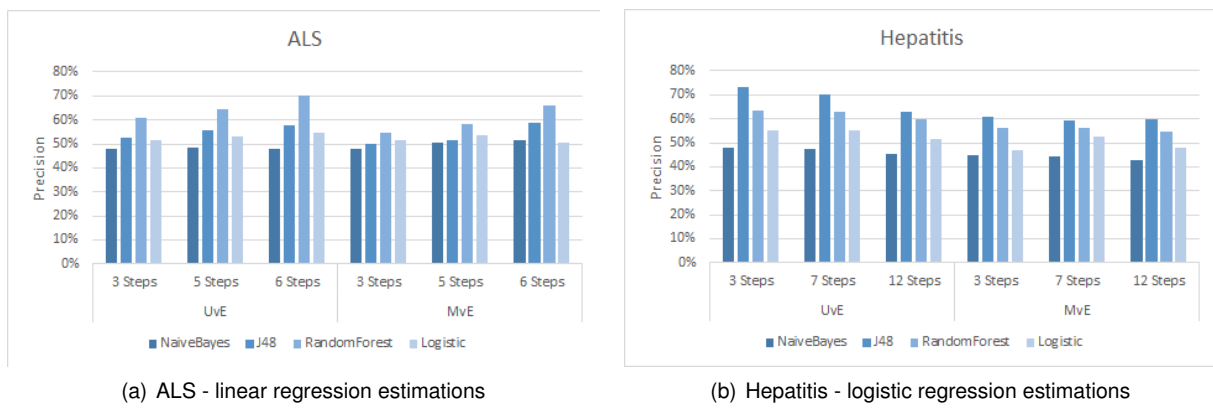 ALS
80%
70%
60%
50%
40%
30%
20%
10%
0%
Precision
3 Steps 5 Steps 6 Steps 3 Steps 5 Steps 6 Steps
UvE MvE
NaiveBayes J48 RandomForest Logistic
(a) ALS - linear regression estimations
Hepatitis
80%
70%
60%
50%
40%
30%
20%
10%
0%
Precision
3 Steps 7 Steps 12 Steps 3 Steps 7 Steps 12 Steps
UvE MvE
NaiveBayes J48 RandomForest Logistic
(b) Hepatitis - logistic regression estimations